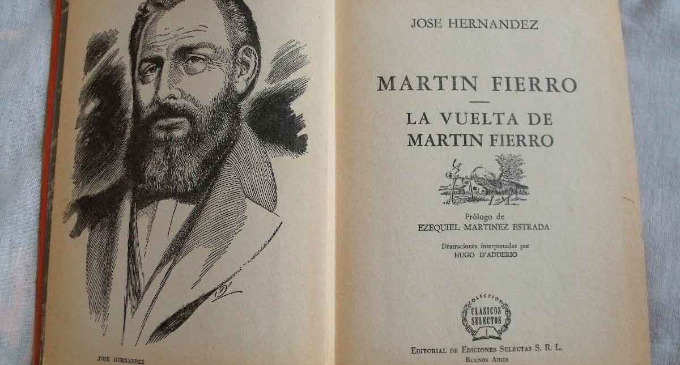 JOSE HERNANDEZ
JOSE HERNANDEZ
MARTIN FIERRO
LA VUELTA DE
MARTIN FIERRO
Prólogo de
EZEQUIEL MARTINEZ ESTRADA
Ilustraciones interpretadas por
HUGO D'ADDERIO
COLECCION
CLASICOS
SELECTOS
EDITORIAL DE EDICIONES SELECTAS S. R. L.
BUENOS AIRES